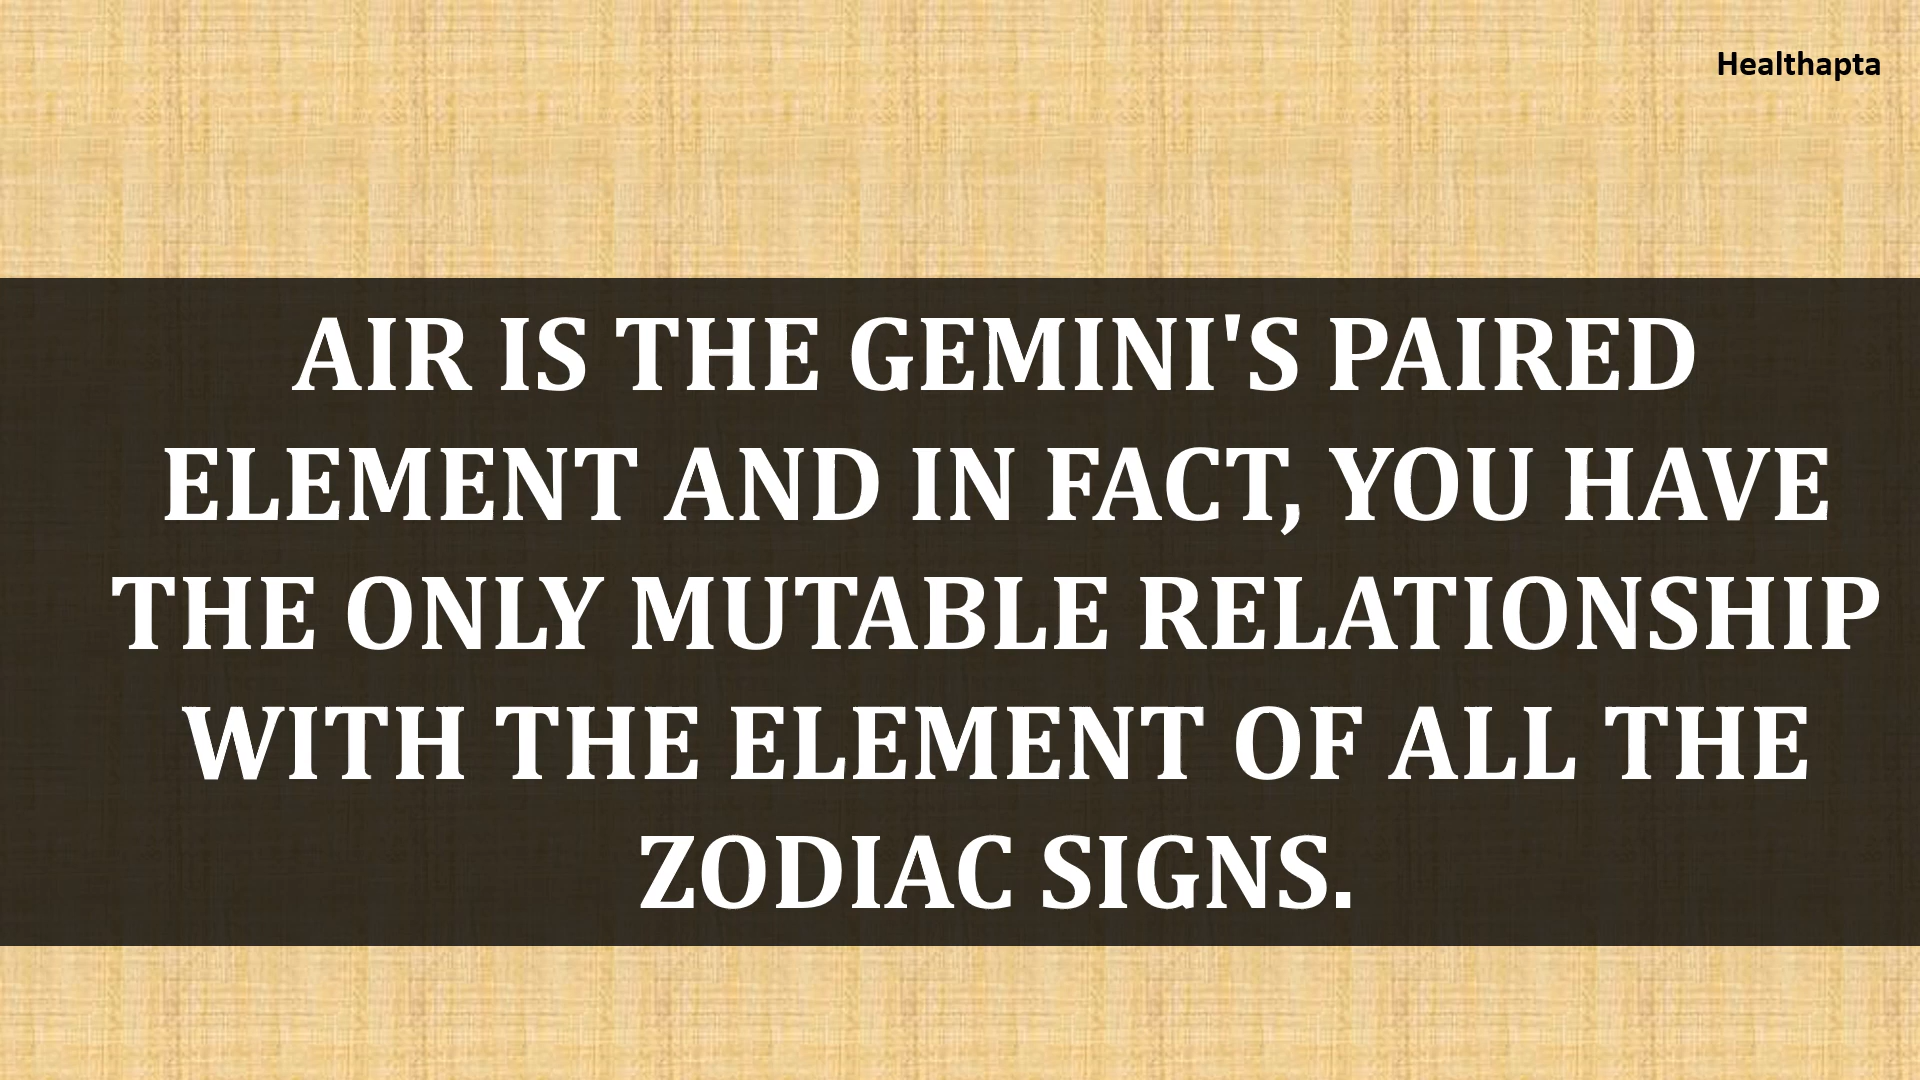 Healthapta
AIR IS THE GEMINI'S PAIRED
ELEMENT AND IN FACT, YOU HAVE
THE ONLY MUTABLE RELATIONSHIP
WITH THE ELEMENT OF ALL THE
ZODIAC SIGNS.